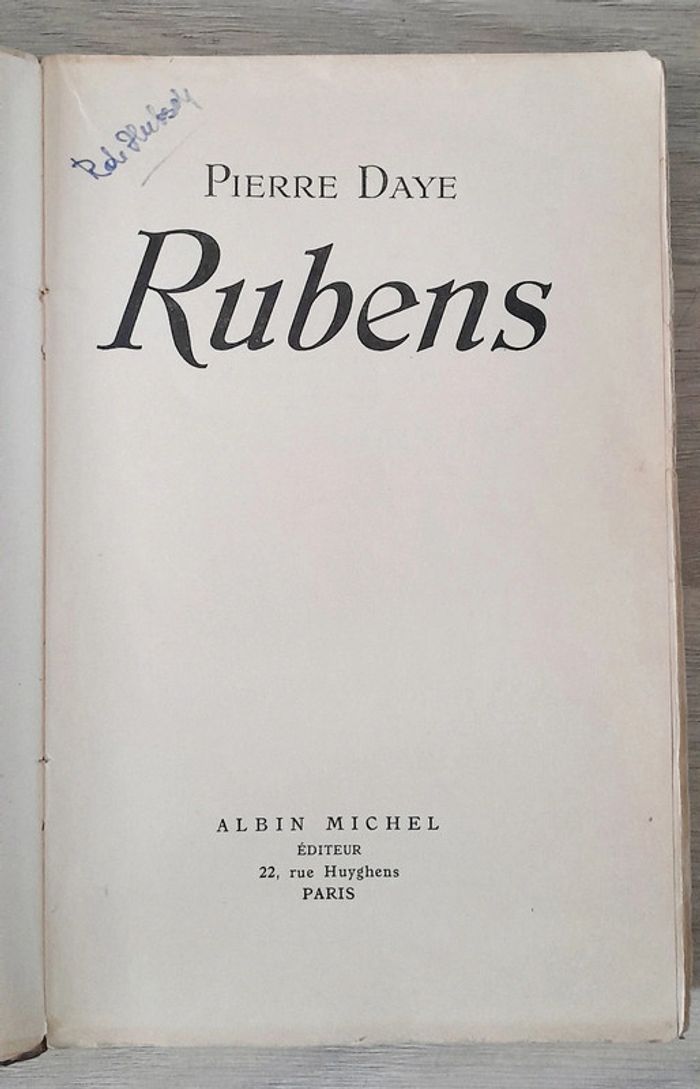 PIERRE DAYE
Rubens
ALBIN MICHEL
ÉDITEUR
22, rue Huyghens
PARIS